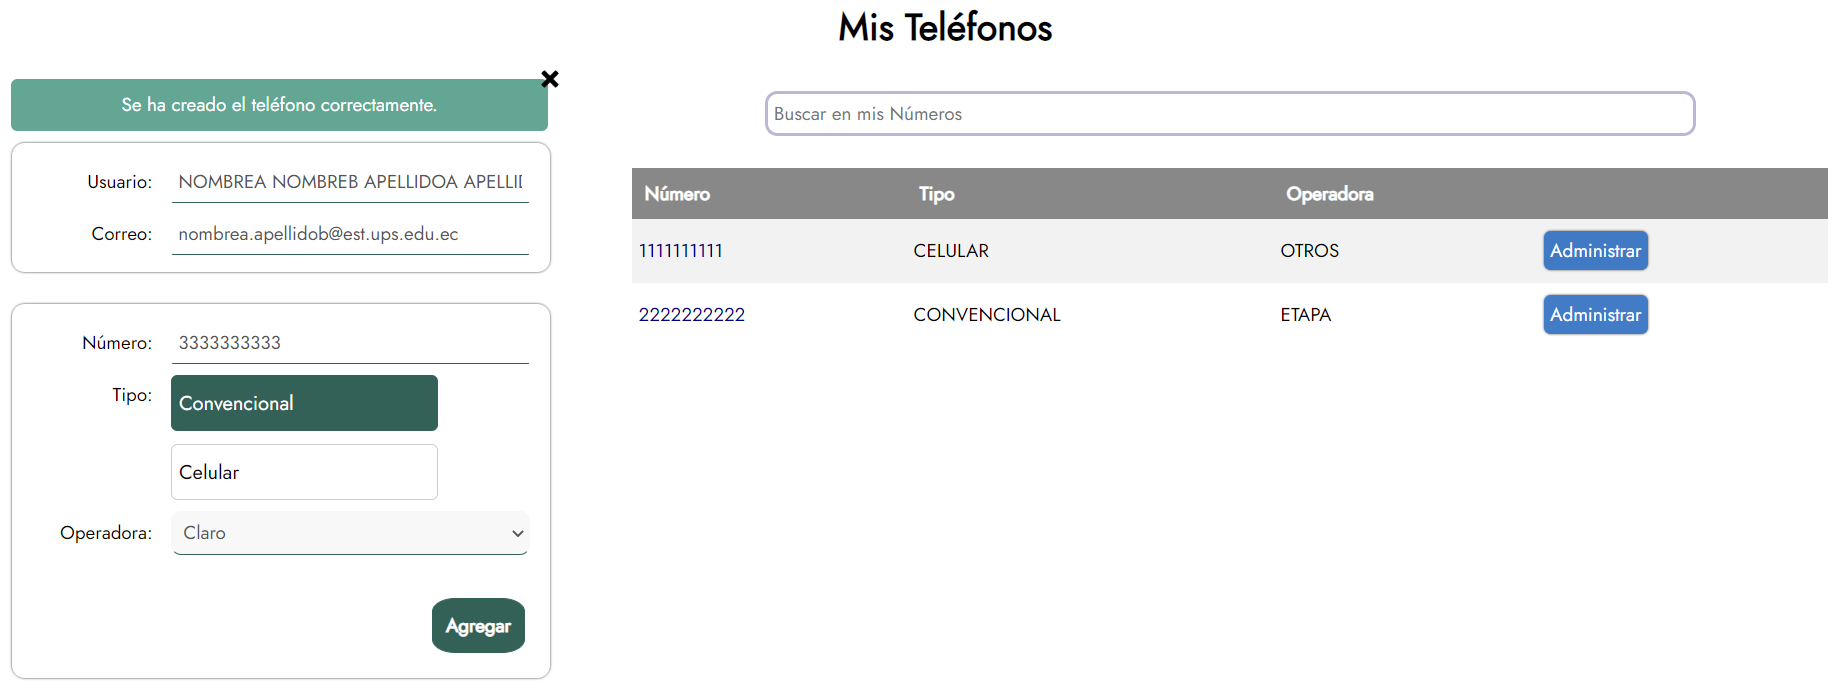 Mis Teléfonos
Se ha creado el teléfono correctamente.
Usuario: NOMBREA NOMBREB APELLIDOA
Correo: nombrea.apellidob@est.ups.edu.ec
Número: 3333333333
Tipo: Convencional
Celular
Operadora: Claro
Agregar
Buscar en mis Números
Número Tipo Operadora
1111111111 CELULAR OTROS Administrar
2222222222 CONVENCIONAL ETAPA Administrar